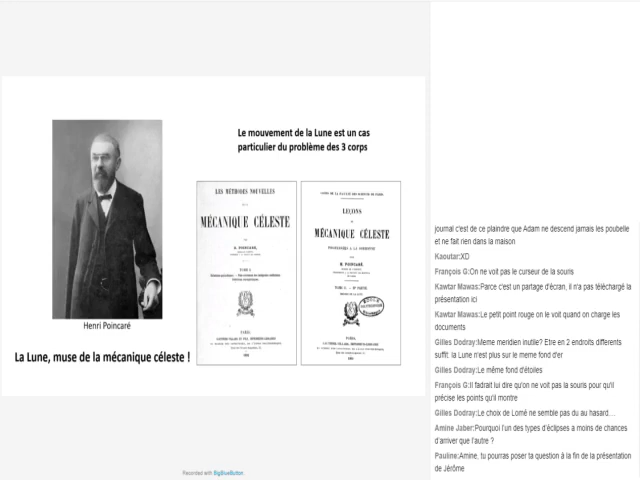 Le mouvement de la Lune est un cas
particulier du problème des 3 corps
LES MÉTHODES NOUVELLES
MÉCANIQUE CÉLESTE
LEÇONS
MÉCANIQUE CÉLESTE
Henri Poincaré
La Lune, muse de la mécanique céleste !
journal c'est de ce plaindre que Adam ne descend jamais les poubelle
et ne fait rien dans la maison
Kaoutar:XD
François G:On ne voit pas le curseur de la souris
Kawtar Mawas:Parce c'est un partage d'écran, il n'a pas téléchargé la
présentation ici
Kawtar Mawas:Le petit point rouge on le voit quand on charge les
documents
Gilles Dodray:Meme meridien inutile? Etre en 2 endroits differents
suffit. la Lune n'est plus sur le meme fond d'er
Gilles Dodray:Le même fond d'étoiles
François G:Il fadrait lui dire qu'on ne voit pas la souris pour qu'il
précise les points qu'il montre
Gilles Dodray:Le choix de Lomé ne semble pas du au hasard....
Amine Jaber:Pourquoi l'un des types d'éclipses a moins de chances
d'arriver que l'autre ?
Pauline:Amine, tu pourras poser ta question à la fin de la présentation
de Jérôme
Recorded with BigBlueButton.